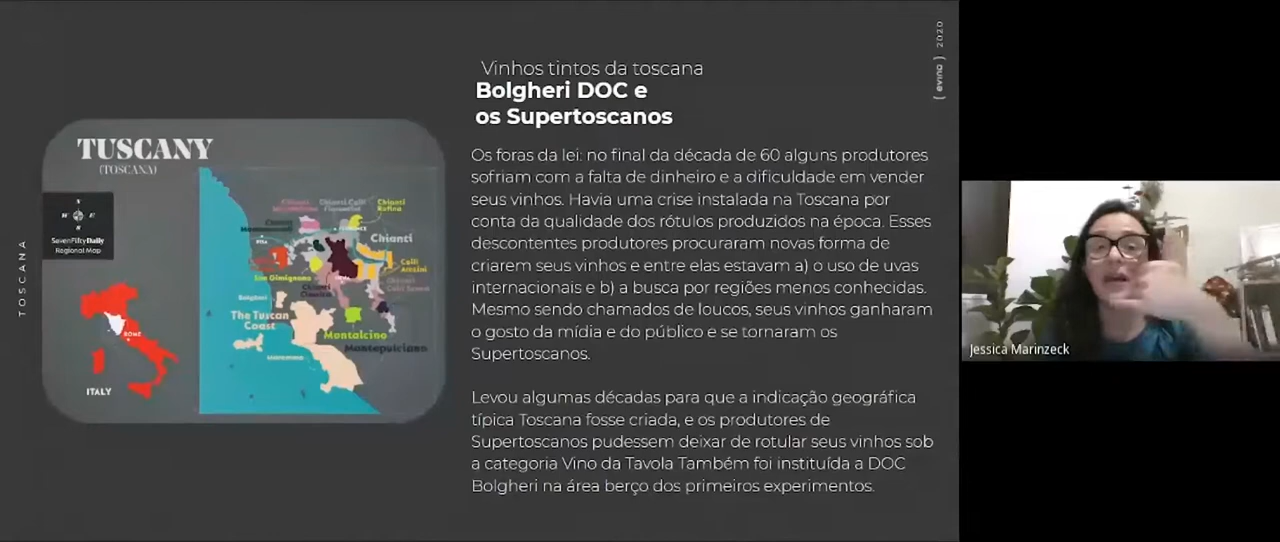 Vinhos tintos da toscana
Bolgheri DOC e
os Supertoscanos
Os foras da lei: no final da década de 60 alguns produtores
sofriam com a falta de dinheiro e a dificuldade em vender
seus vinhos. Havia uma crise instalada na Toscana por
conta da qualidade dos rótulos produzidos na época. Esses
descontentes produtores procuraram novas forma de
criarem seus vinhos e entre elas estavam a) o uso de uvas
internacionais e b) a busca por regiões menos conhecidas.
Mesmo sendo chamados de loucos, seus vinhos ganharam
o gosto da mídia e do público e se tornaram os
Supertoscanos.
Levou algumas décadas para que a indicação geográfica
típica Toscana fosse criada, e os produtores de
Supertoscanos pudessem deixar de rotular seus vinhos sob
a categoria Vino da Tavola Também foi instituída a DOC
Bolgheri na área berço dos primeiros experimentos.
TOSCANA
TUSCANY
(TOSCANA)
N
W E
S
SevenFiftyDaily
Regional Map
ROME
ITALY
Chianti Colli
Fiorentini
Chianti
Rufina
Chianti
Colli
Aretini
San Gimignano
Chianti
Classico
Bolgheri
The Tuscan
Coast
Montalcino
Montepulciano
Maremma
( evino ) 2020
Jessica Marinzeck